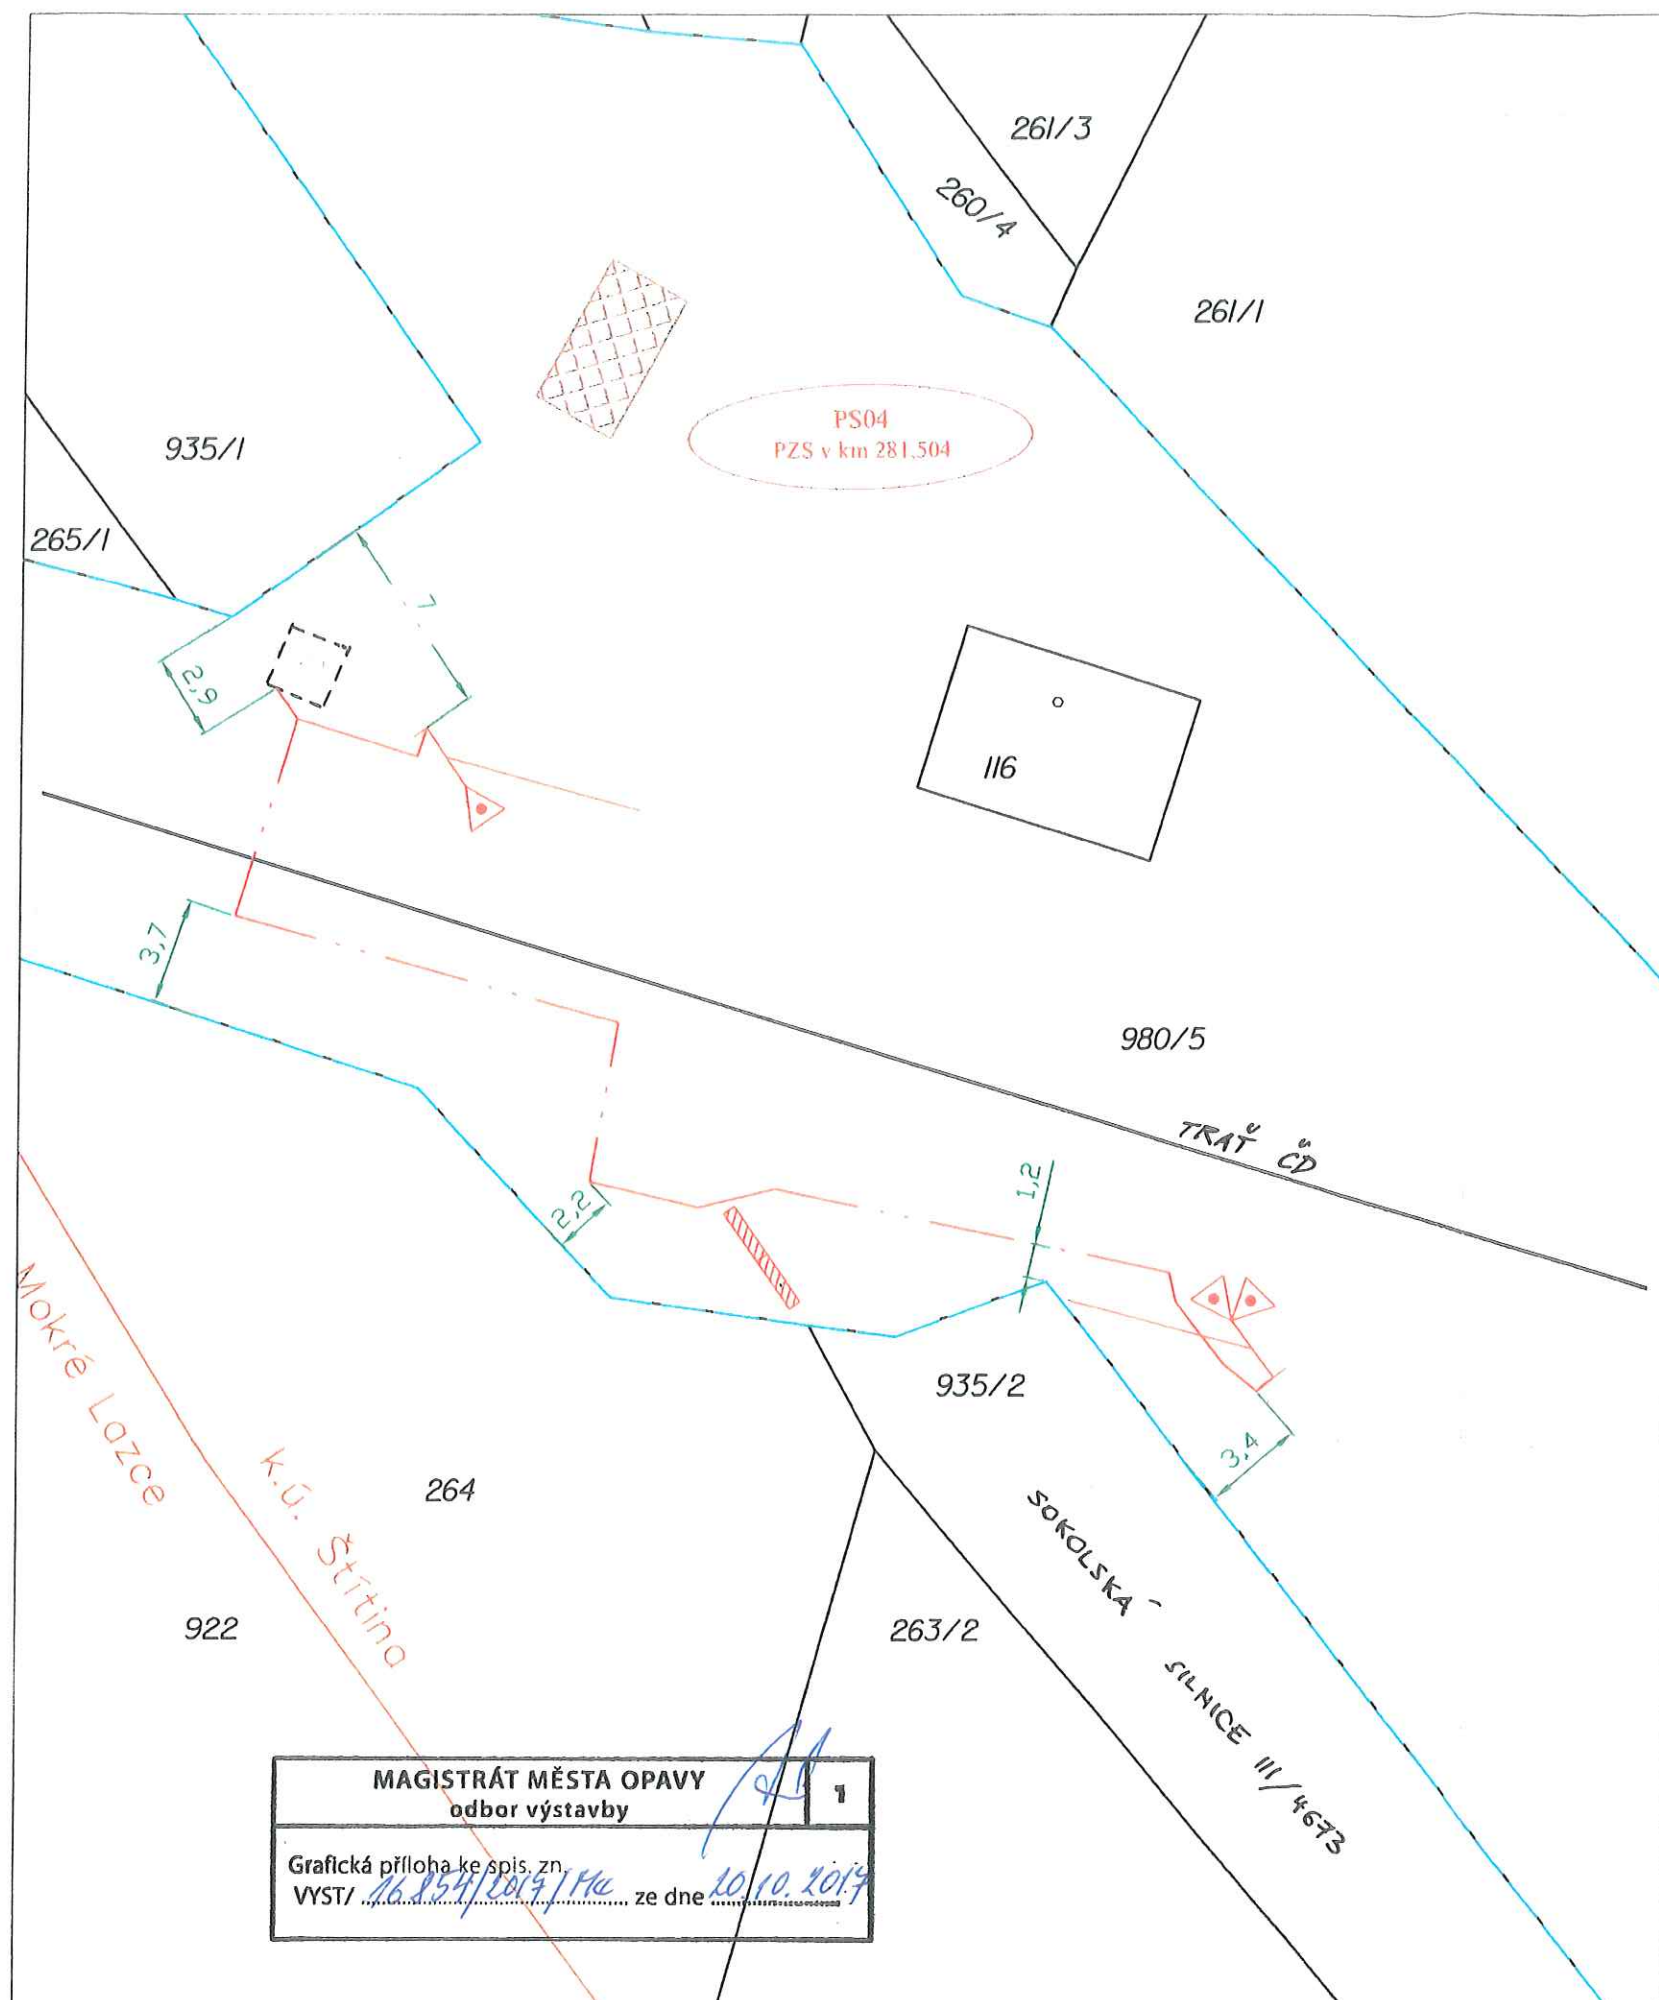 261/3
260/4
261/1
PS04
PZS v km 281,504
935/1
265/1
7
2,9
116
3,7
980/5
TRAŤ ČD
1,2
2,2
Mokré Lazce
935/2
3,4
k.ú. Štítina
264
SOKOLSKÁ
922
263/2
SILNICE III/4673
MAGISTRÁT MĚSTA OPAVY
odbor výstavby
1
Grafická příloha ke spis. zn.
VYST/ 16854/2017/Ma ze dne 20.10.2017